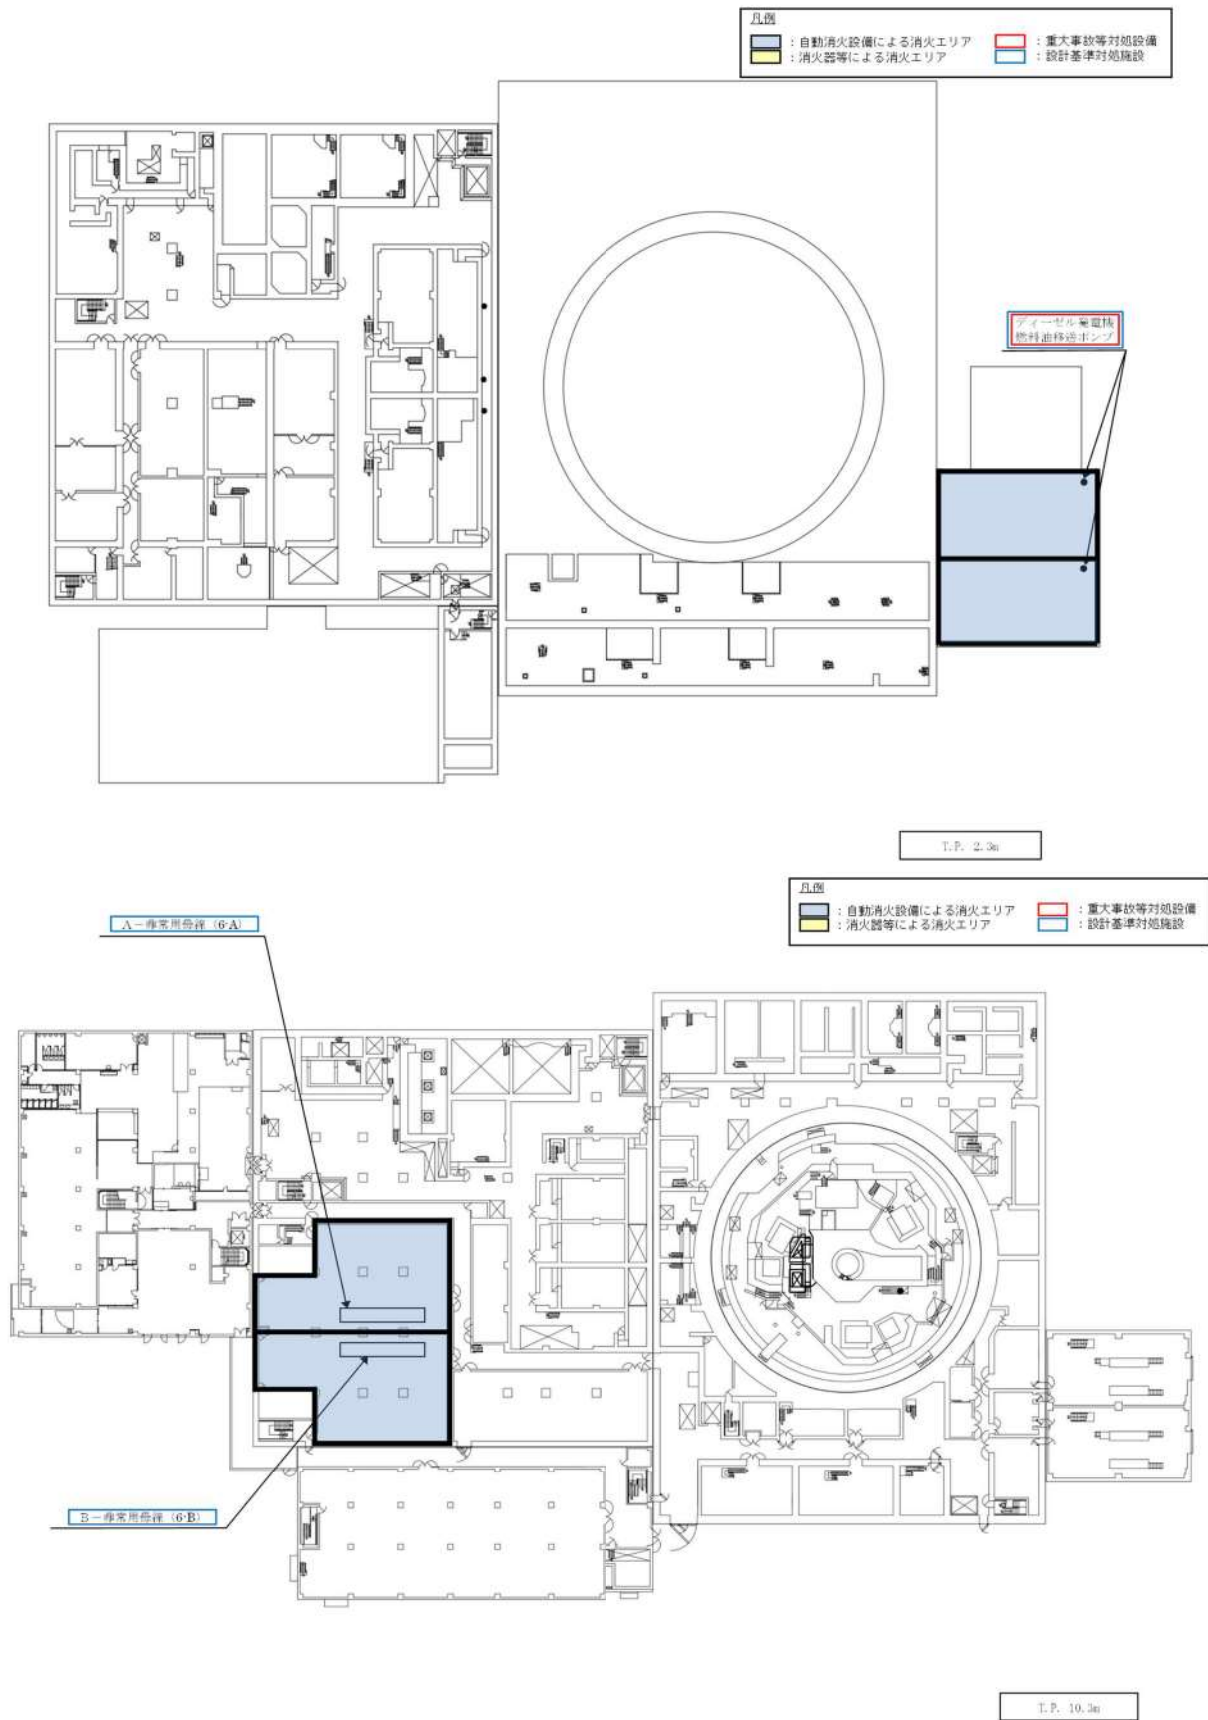 凡例
：自動消火設備による消火エリア
：消火器等による消火エリア
：重大事故等対処設備
：設計基準対処施設
ディーゼル発電機
燃料油移送ポンプ
T.P. 2.3m
凡例
：自動消火設備による消火エリア
：消火器等による消火エリア
：重大事故等対処設備
：設計基準対処施設
A－非常用母線 (6-A)
B－非常用母線 (6-B)
T.P. 10.3m